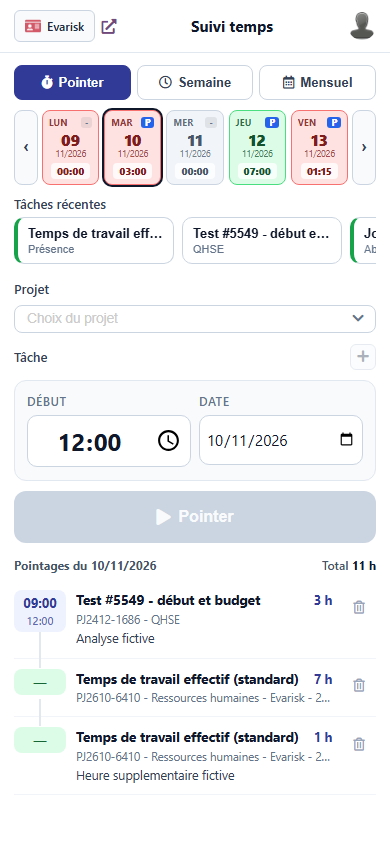 Evarisk
Suivi temps
Pointer
Semaine
Mensuel
LUN -
09
11/2026
00:00
MAR P
10
11/2026
03:00
MER -
11
11/2026
00:00
JEU P
12
11/2026
07:00
VEN P
13
11/2026
01:15
Tâches récentes
Temps de travail eff...
Présence
Test #5549 - début e...
QHSE
Jo
Ab
Projet
Choix du projet
Tâche
DÉBUT
DATE
12:00
10/11/2026
Pointer
Pointages du 10/11/2026
Total 11 h
09:00
12:00
Test #5549 - début et budget
3 h
PJ2412-1686 - QHSE
Analyse fictive
—
Temps de travail effectif (standard)
7 h
PJ2610-6410 - Ressources humaines - Evarisk - 2...
—
Temps de travail effectif (standard)
1 h
PJ2610-6410 - Ressources humaines - Evarisk - 2...
Heure supplementaire fictive